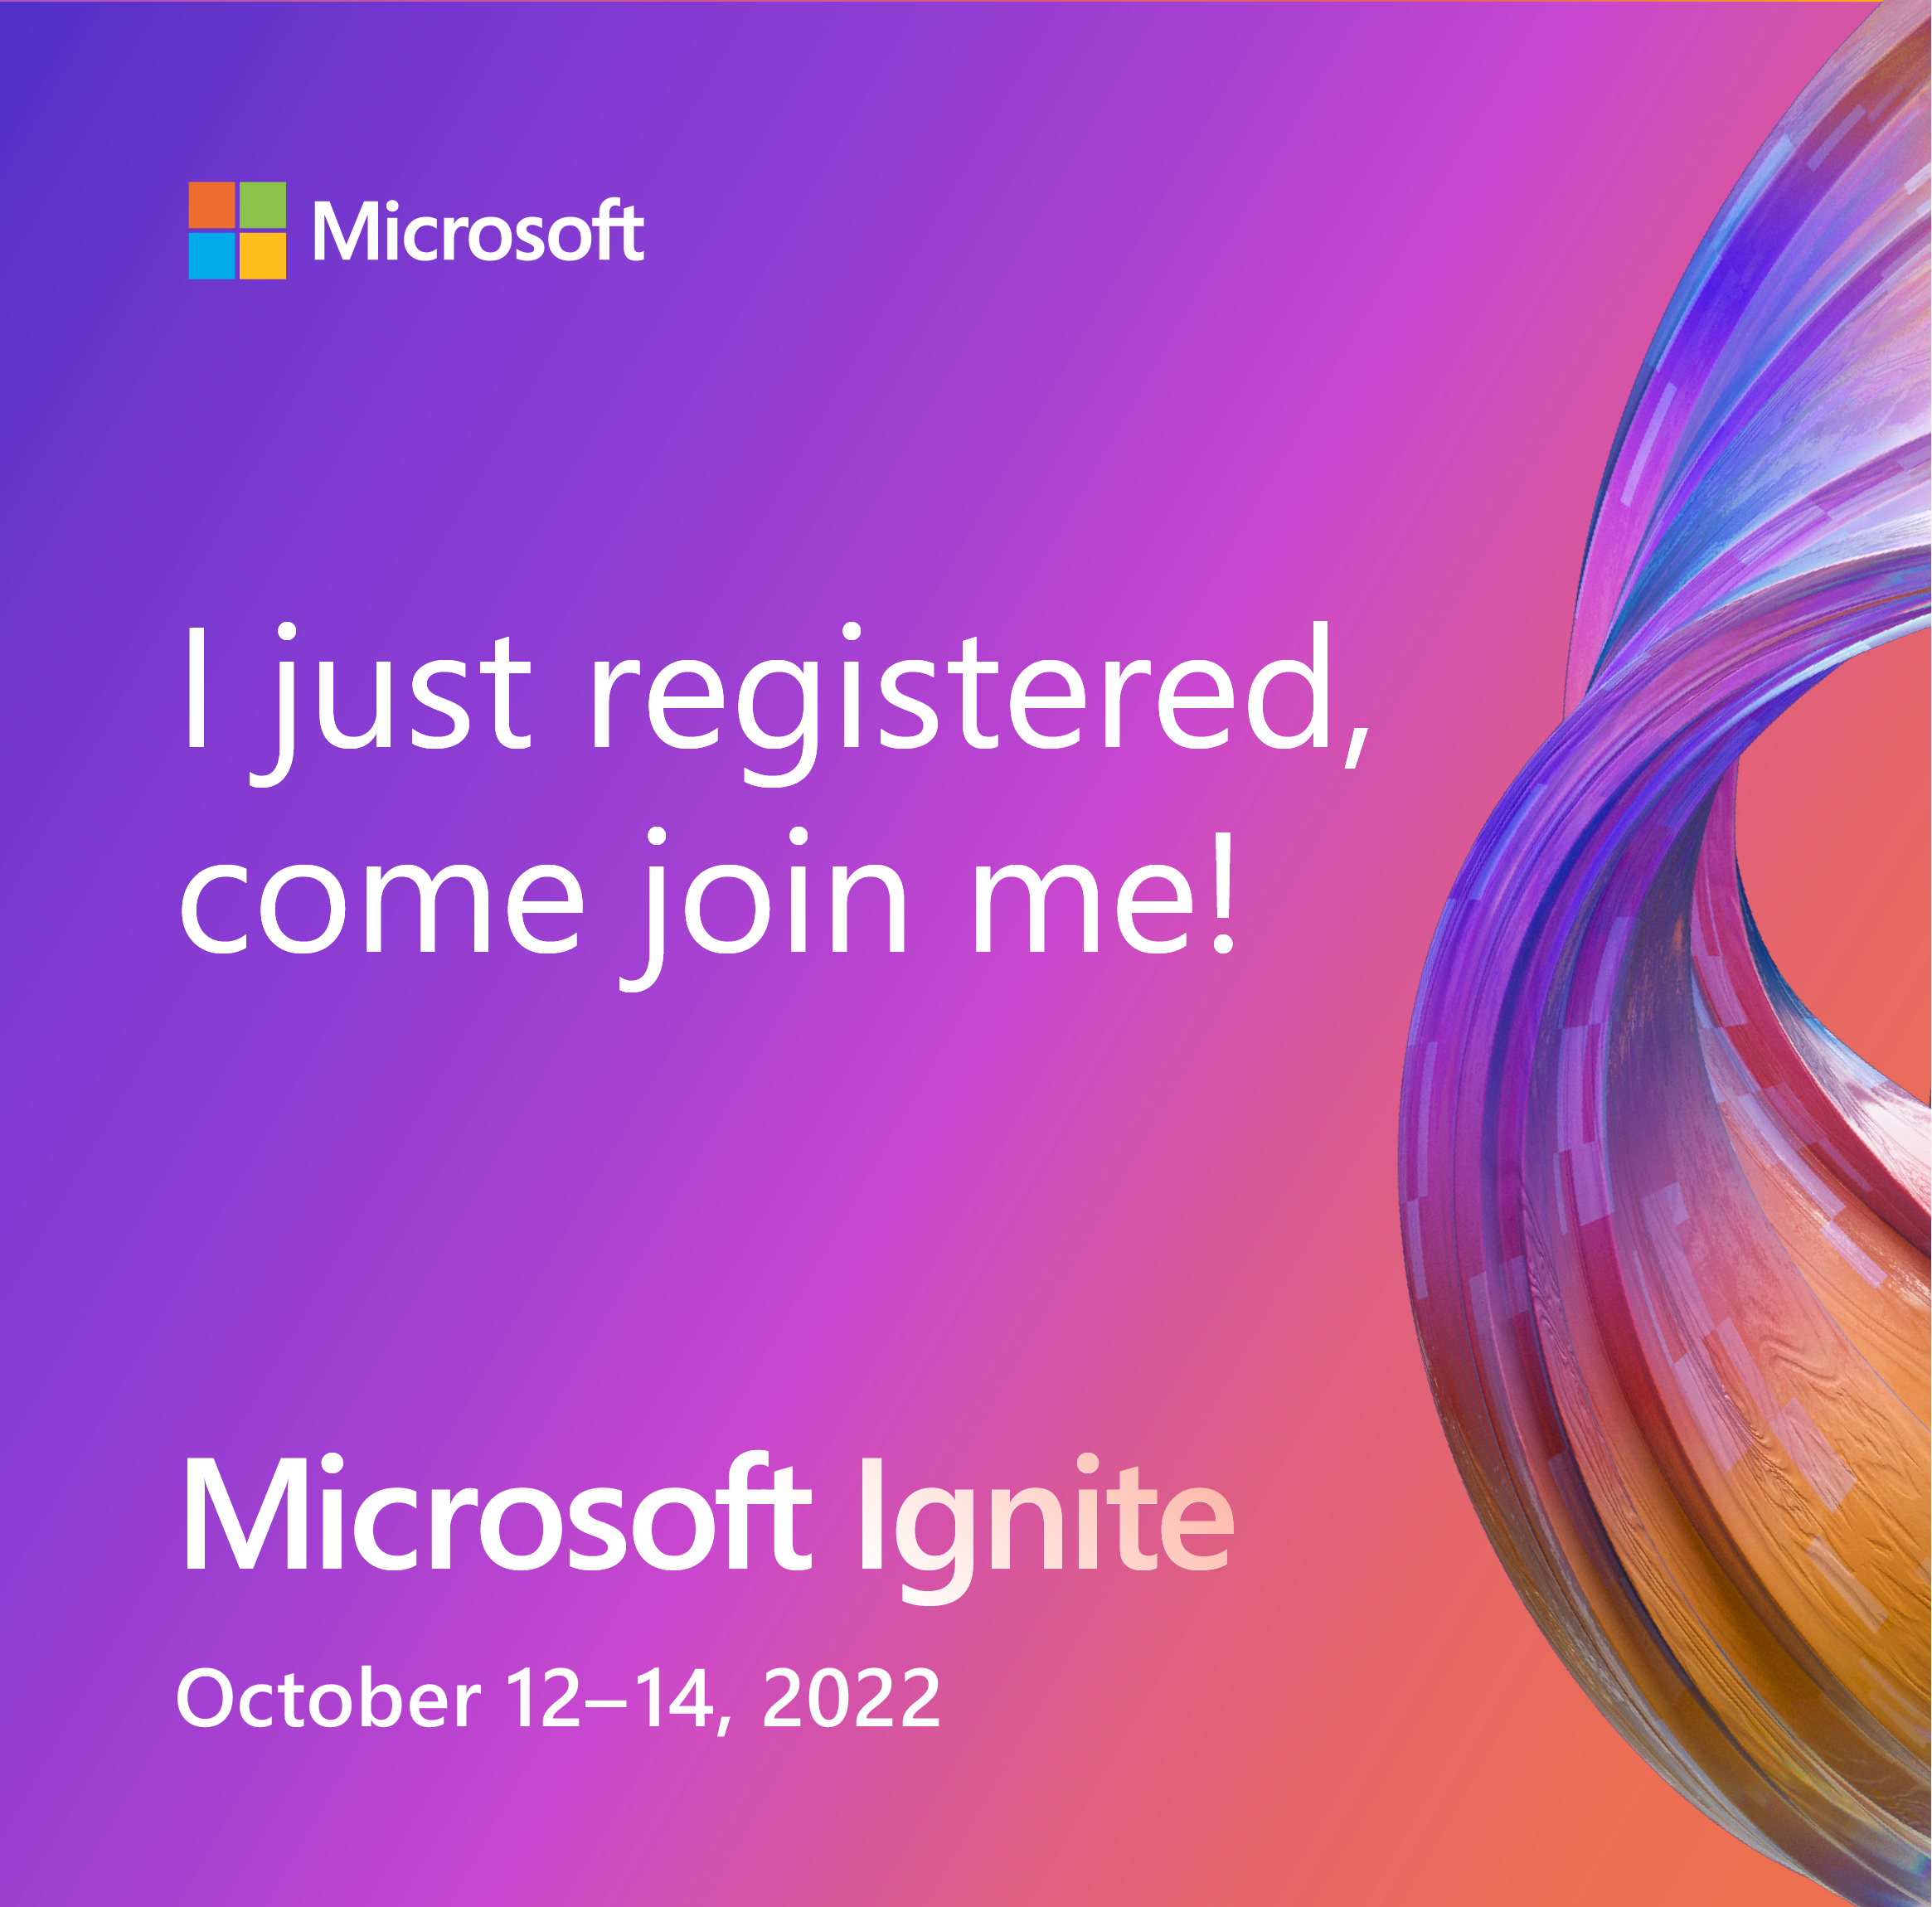 Microsoft
I just registered,
come join me!
Microsoft Ignite
October 12–14, 2022